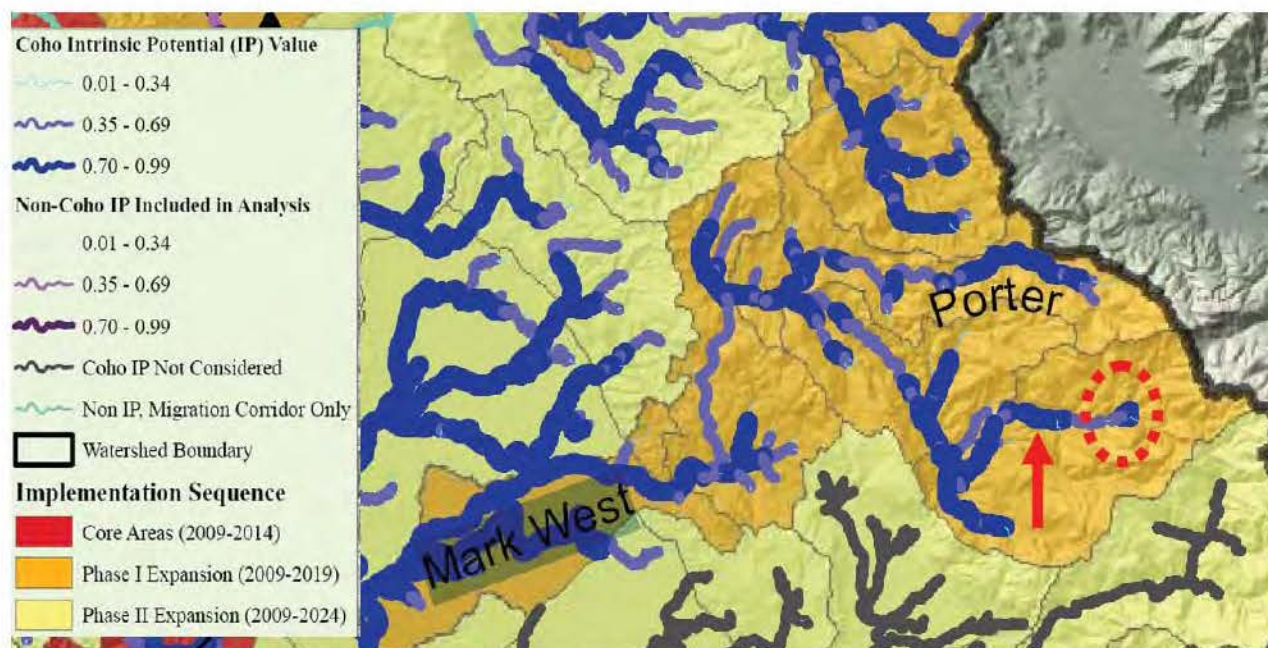 Coho Intrinsic Potential (IP) Value
0.01 - 0.34
0.35 - 0.69
0.70 - 0.99
Non-Coho IP Included in Analysis
0.01 - 0.34
0.35 - 0.69
0.70 - 0.99
Coho IP Not Considered
Non IP, Migration Corridor Only
Watershed Boundary
Implementation Sequence
Core Areas (2009-2014)
Phase I Expansion (2009-2019)
Phase II Expansion (2009-2024)
Porter
Mark West